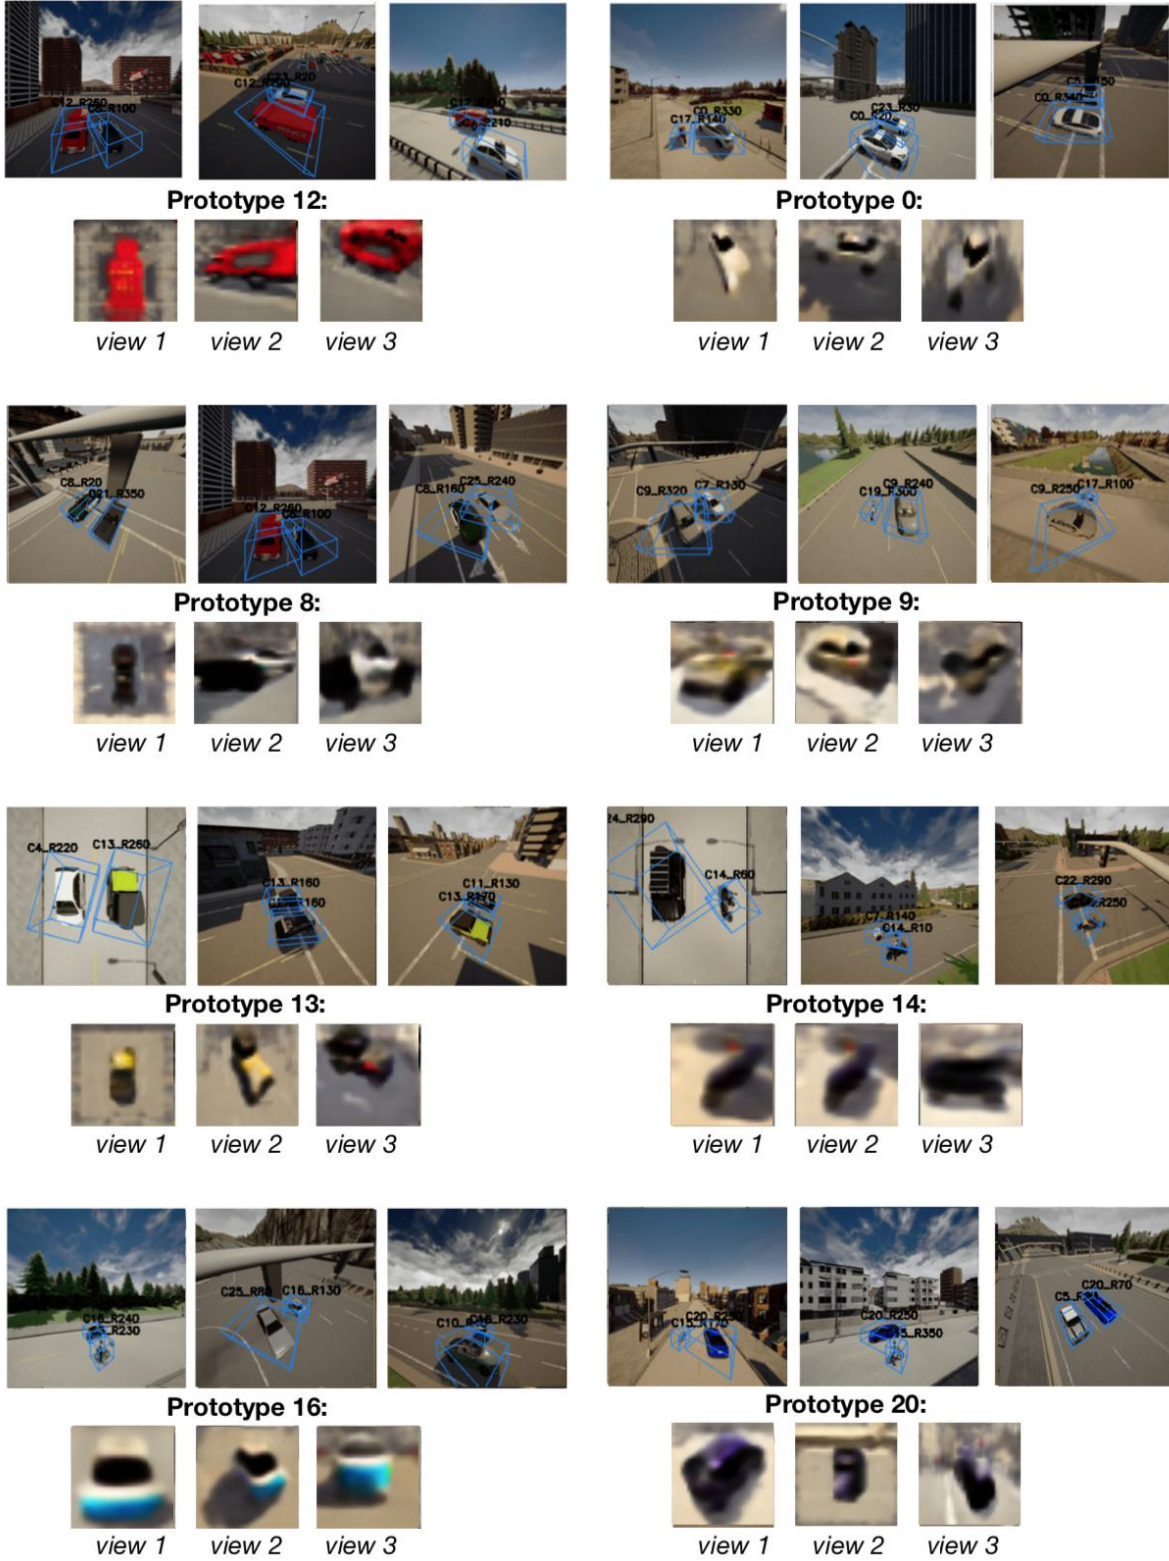 C12_R260
C8_R100
C23_R20
C0_R330
C17_R140
C23_R30
C0_R20
C0_R340
Prototype 12:
Prototype 0:
view 1 view 2 view 3
view 1 view 2 view 3
C8_R20
C21_R350
C12_R260
C8_R100
C25_R240
C8_R160
C9_R320
C7_R130
C9_R240
C19_R300
C17_R100
C9_R250
Prototype 8:
Prototype 9:
view 1 view 2 view 3
view 1 view 2 view 3
C4_R220
C13_R260
C13_R160
C11_R130
C13_R170
24_R290
C14_R60
C7_R140
C14_R10
C22_R290
Prototype 13:
Prototype 14:
view 1 view 2 view 3
view 1 view 2 view 3
C16_R240
C25_R80
C16_R130
C16_R230
C20_R250
C15_R350
C20_R70
Prototype 16:
Prototype 20:
view 1 view 2 view 3
view 1 view 2 view 3